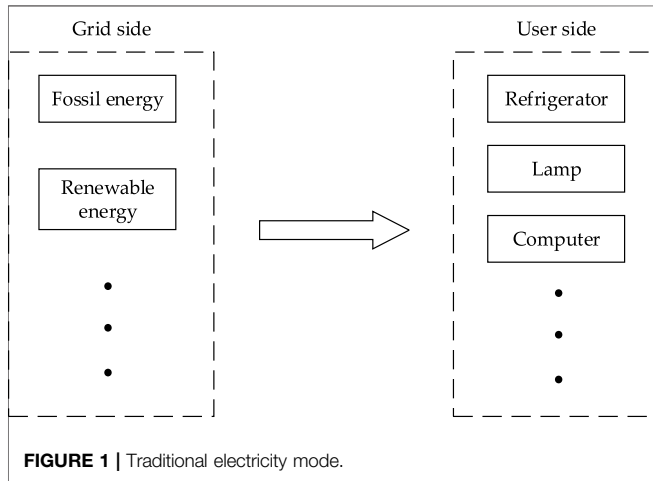 Grid side
Fossil energy
Renewable
energy
User side
Refrigerator
Lamp
Computer
FIGURE 1 | Traditional electricity mode.